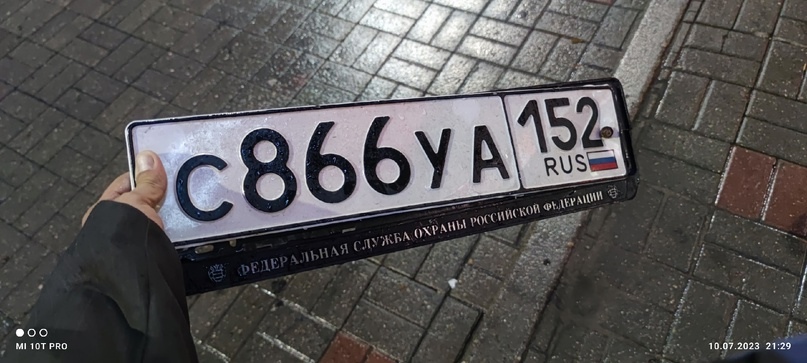 С866УА 152
RUS
ФЕДЕРАЛЬНАЯ СЛУЖБА ОХРАНЫ РОССИЙСКОЙ ФЕДЕРАЦИИ
MI 10T PRO
10.07.2023 21:29